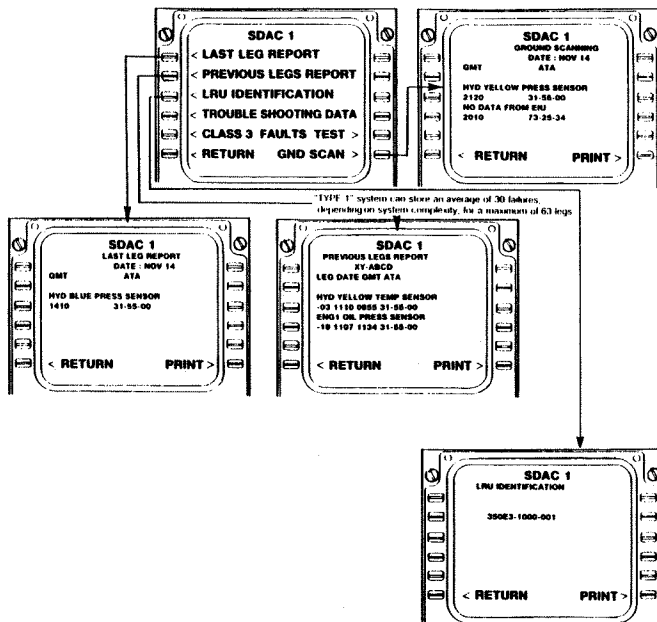 SDAC 1
< LAST LEG REPORT
< PREVIOUS LEGS REPORT
< LRU IDENTIFICATION
< TROUBLE SHOOTING DATA
< CLASS 3 FAULTS TEST >
< RETURN GND SCAN >
SDAC 1
GROUND SCANNING
DATE : NOV 14
GMT ATA
HYD YELLOW PRESS SENSOR
2120 31-55-00
NO DATA FROM EIU
2010 73-25-34
< RETURN PRINT >
"TYPE 1" system can store an average of 30 failures,
depending on system complexity, for a maximum of 63 legs
SDAC 1
LAST LEG REPORT
DATE : NOV 14
GMT ATA
HYD BLUE PRESS SENSOR
1410 31-55-00
< RETURN PRINT >
SDAC 1
PREVIOUS LEGS REPORT
XY-ABCD
LEG DATE GMT ATA
HYD YELLOW TEMP SENSOR
-03 1110 0855 31-55-00
ENG1 OIL PRESS SENSOR
-18 1107 1134 31-55-00
< RETURN PRINT >
SDAC 1
LRU IDENTIFICATION
350E3-1000-001
< RETURN PRINT >